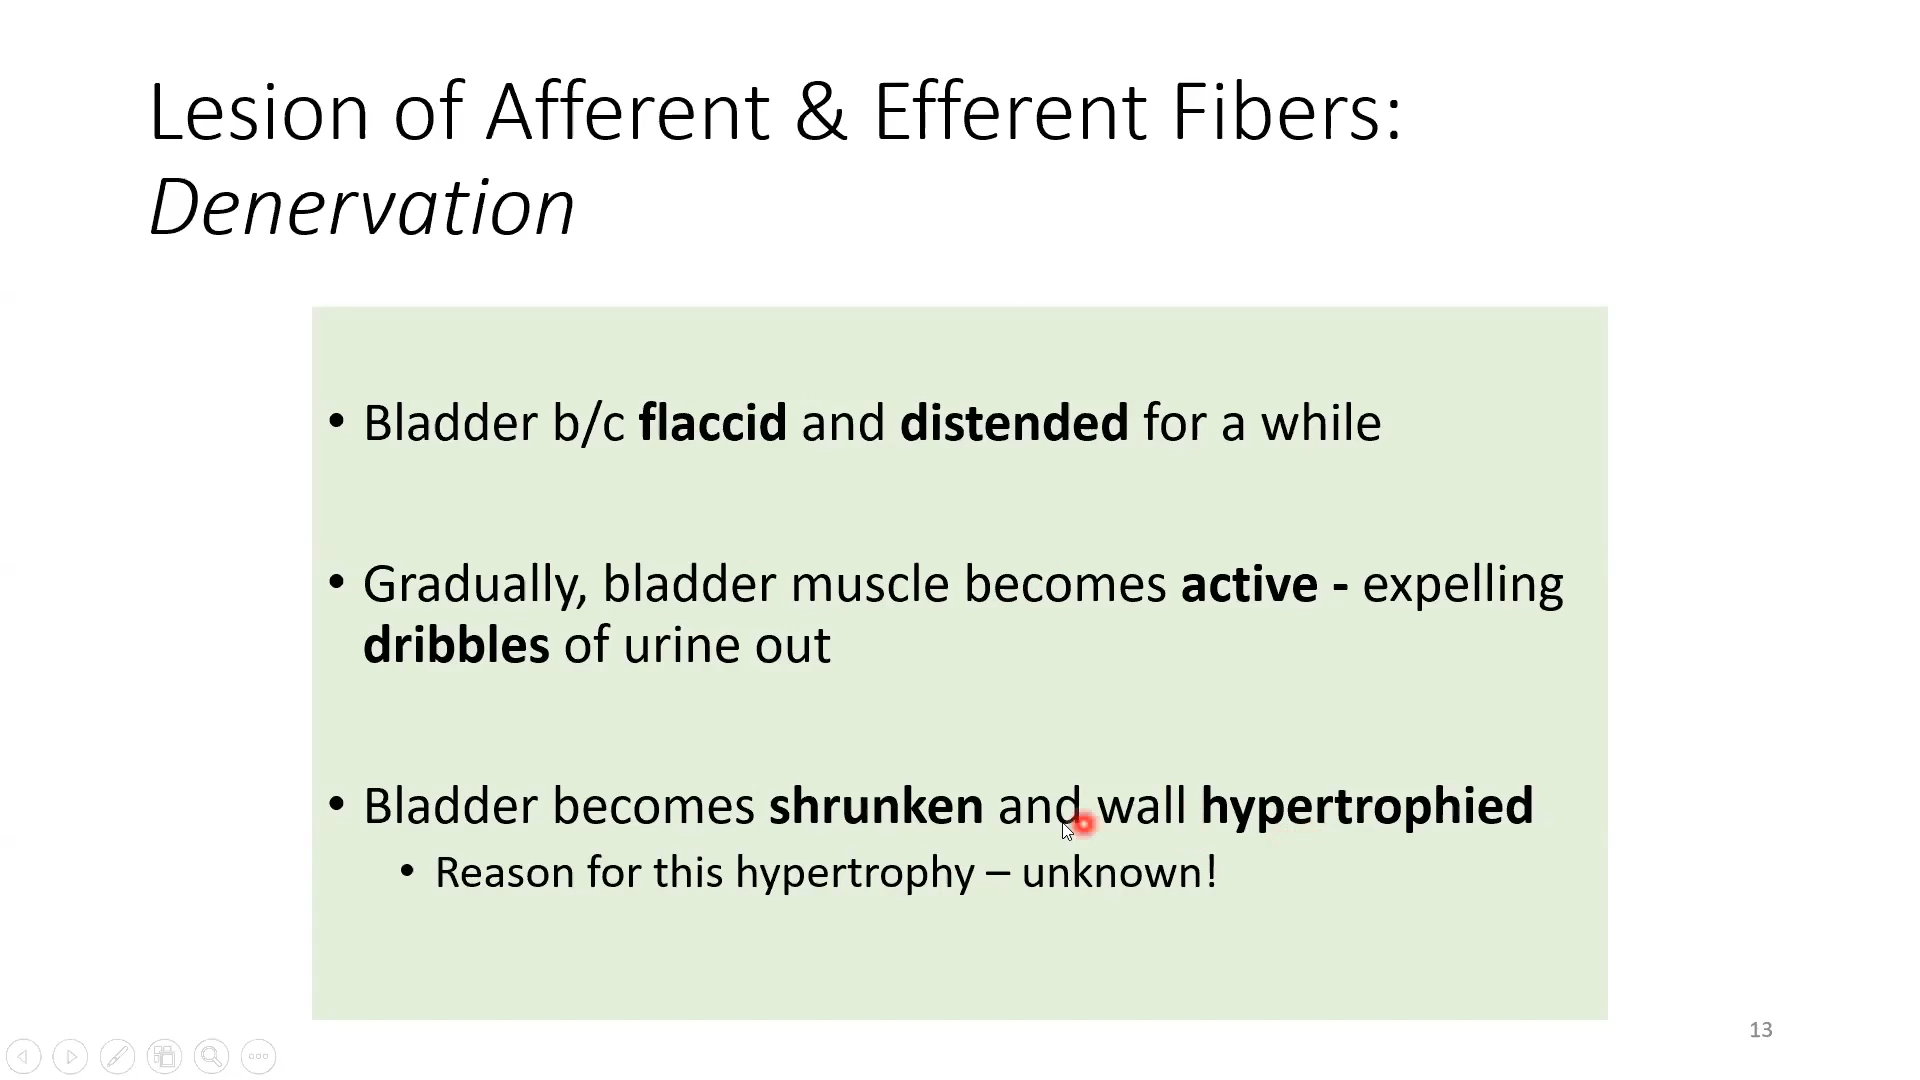 Lesion of Afferent & Efferent Fibers:
Denervation
• Bladder b/c flaccid and distended for a while
• Gradually, bladder muscle becomes active - expelling
dribbles of urine out
• Bladder becomes shrunken and wall hypertrophied
• Reason for this hypertrophy – unknown!
13